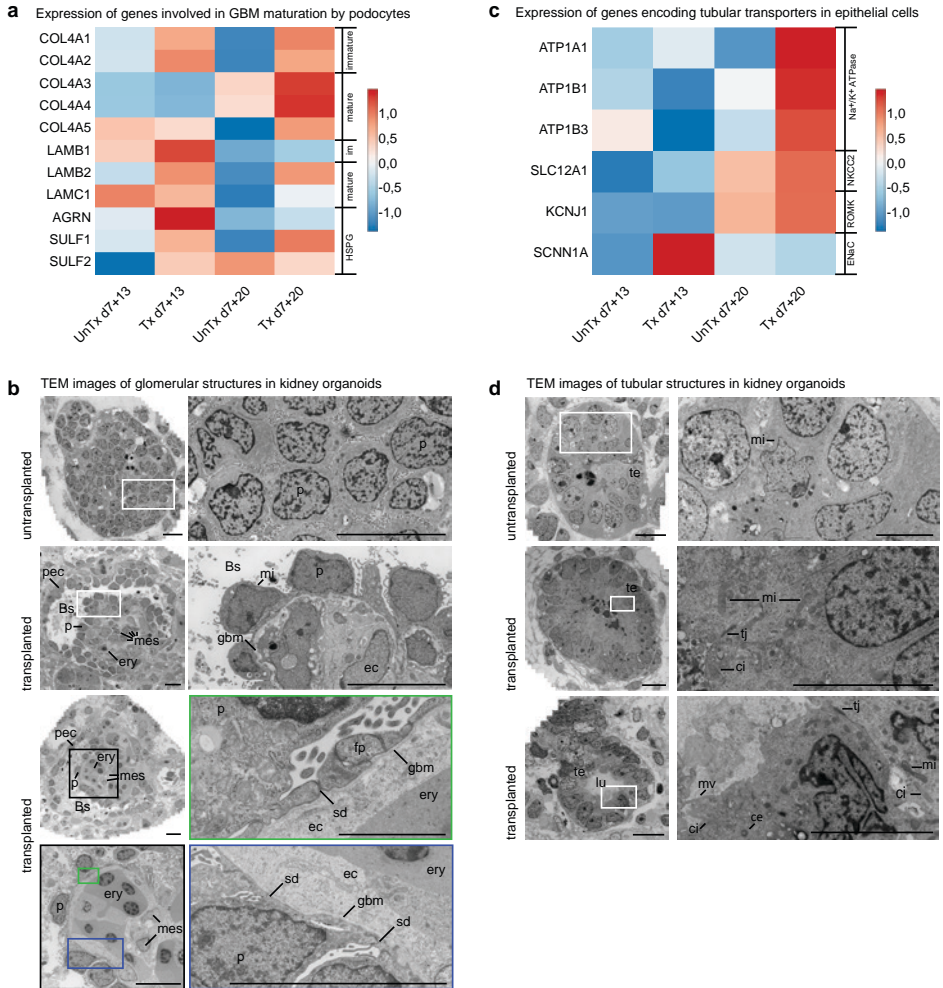 a Expression of genes involved in GBM maturation by podocytes
COL4A1
COL4A2
COL4A3
COL4A4
COL4A5
LAMB1
LAMB2
LAMC1
AGRN
SULF1
SULF2
immature
mature
im
mature
HSPG
1,0
0,5
0,0
-0,5
-1,0
UnTx d7+13
Tx d7+13
UnTx d7+20
Tx d7+20
c Expression of genes encoding tubular transporters in epithelial cells
ATP1A1
ATP1B1
ATP1B3
SLC12A1
KCNJ1
SCNN1A
Na+/K+ ATPase
NKCC2
ROMK
ENaC
1,0
0,5
0,0
-0,5
-1,0
UnTx d7+13
Tx d7+13
UnTx d7+20
Tx d7+20
b TEM images of glomerular structures in kidney organoids
untransplanted
p
p
transplanted
pec
Bs
p
mes
ery
Bs
mi
p
gbm
ec
transplanted
pec
ery
mes
p
Bs
p
fp
gbm
sd
ery
ec
ery
p
mes
ery
ec
sd
gbm
sd
p
d TEM images of tubular structures in kidney organoids
untransplanted
te
mi
transplanted
te
mi
tj
ci
transplanted
te
lu
tj
mi
mv
ci
ci
ce